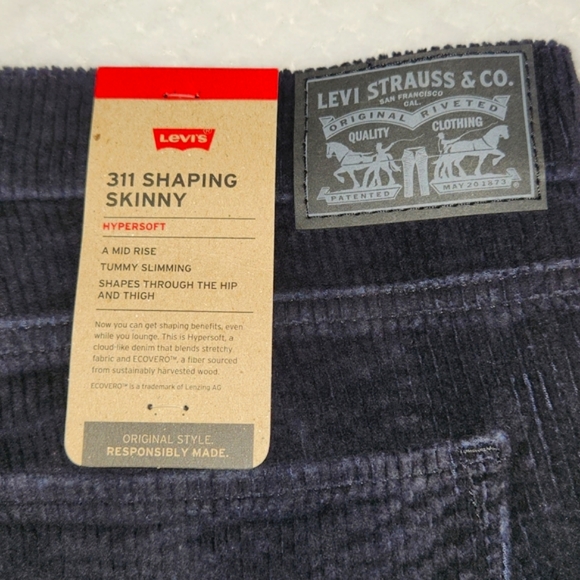 Levi's
311 SHAPING
SKINNY
HYPERSOFT
A MID RISE
TUMMY SLIMMING
SHAPES THROUGH THE HIP
AND THIGH
Now you can get shaping benefits, even
while you lounge. This is Hypersoft, a
cloud-like denim that blends stretchy
fabric and ECOVERO™, a fiber sourced
from sustainably harvested wood.
ECOVERO™ is a trademark of Lenzing AG
ORIGINAL STYLE.
RESPONSIBLY MADE.
LEVI STRAUSS & CO.
SAN FRANCISCO
CAL.
ORIGINAL RIVETED
QUALITY CLOTHING
PATENTED MAY 20 1873